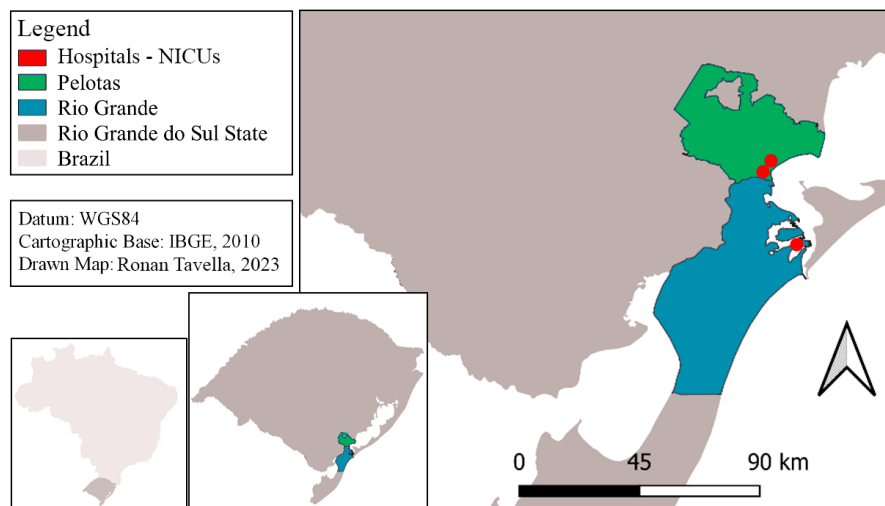 Legend
Hospitals - NICUs
Pelotas
Rio Grande
Rio Grande do Sul State
Brazil
Datum: WGS84
Cartographic Base: IBGE, 2010
Drawn Map: Ronan Tavella, 2023
0 45 90 km